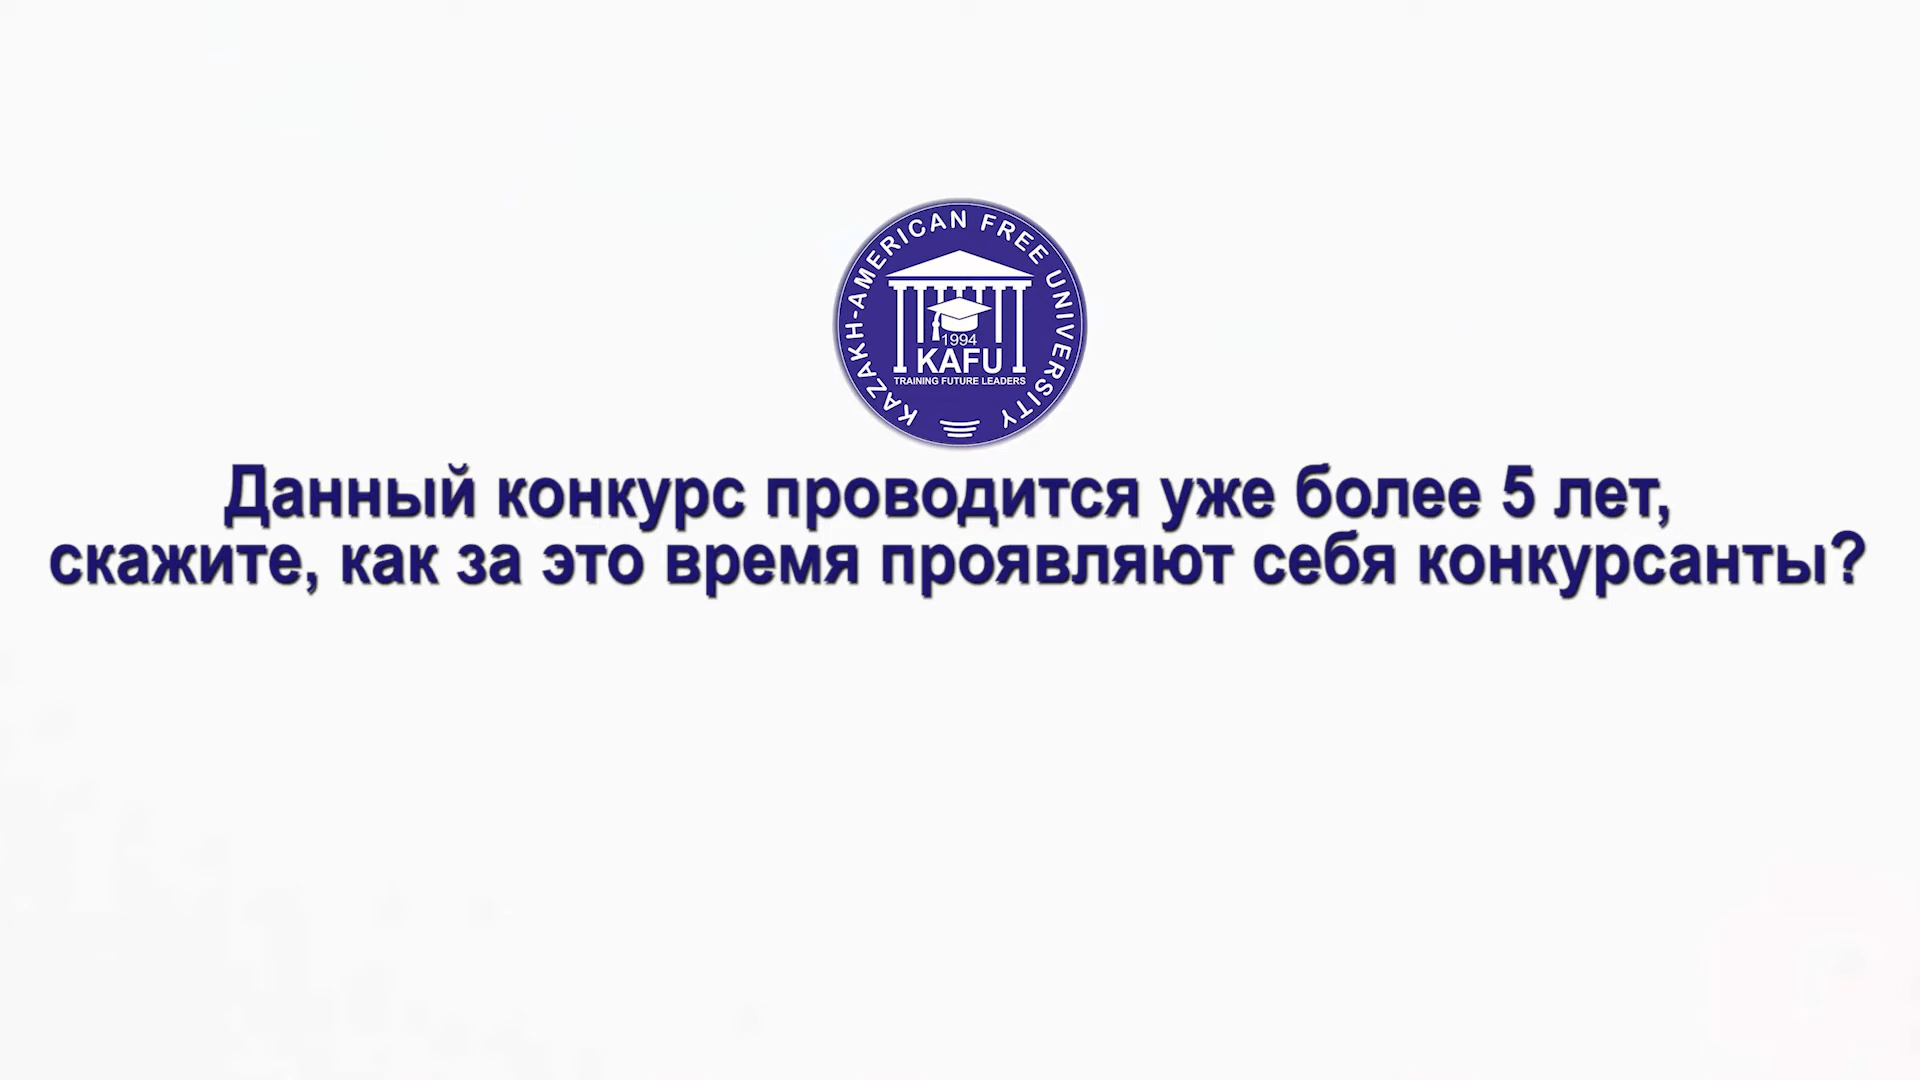 KAZAKH-AMERICAN FREE UNIVERSITY
1994
KAFU
TRAINING FUTURE LEADERS
Данный конкурс проводится уже более 5 лет,
скажите, как за это время проявляют себя конкурсанты?